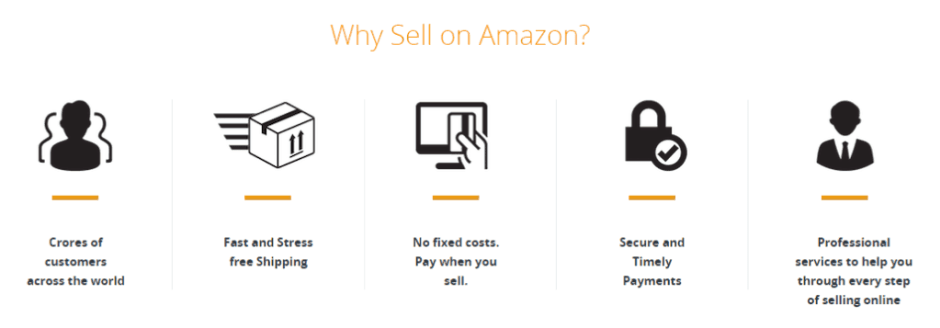 Why Sell on Amazon?
Crores of
customers
across the world
Fast and Stress
free Shipping
No fixed costs.
Pay when you
sell.
Secure and
Timely
Payments
Professional
services to help you
through every step
of selling online